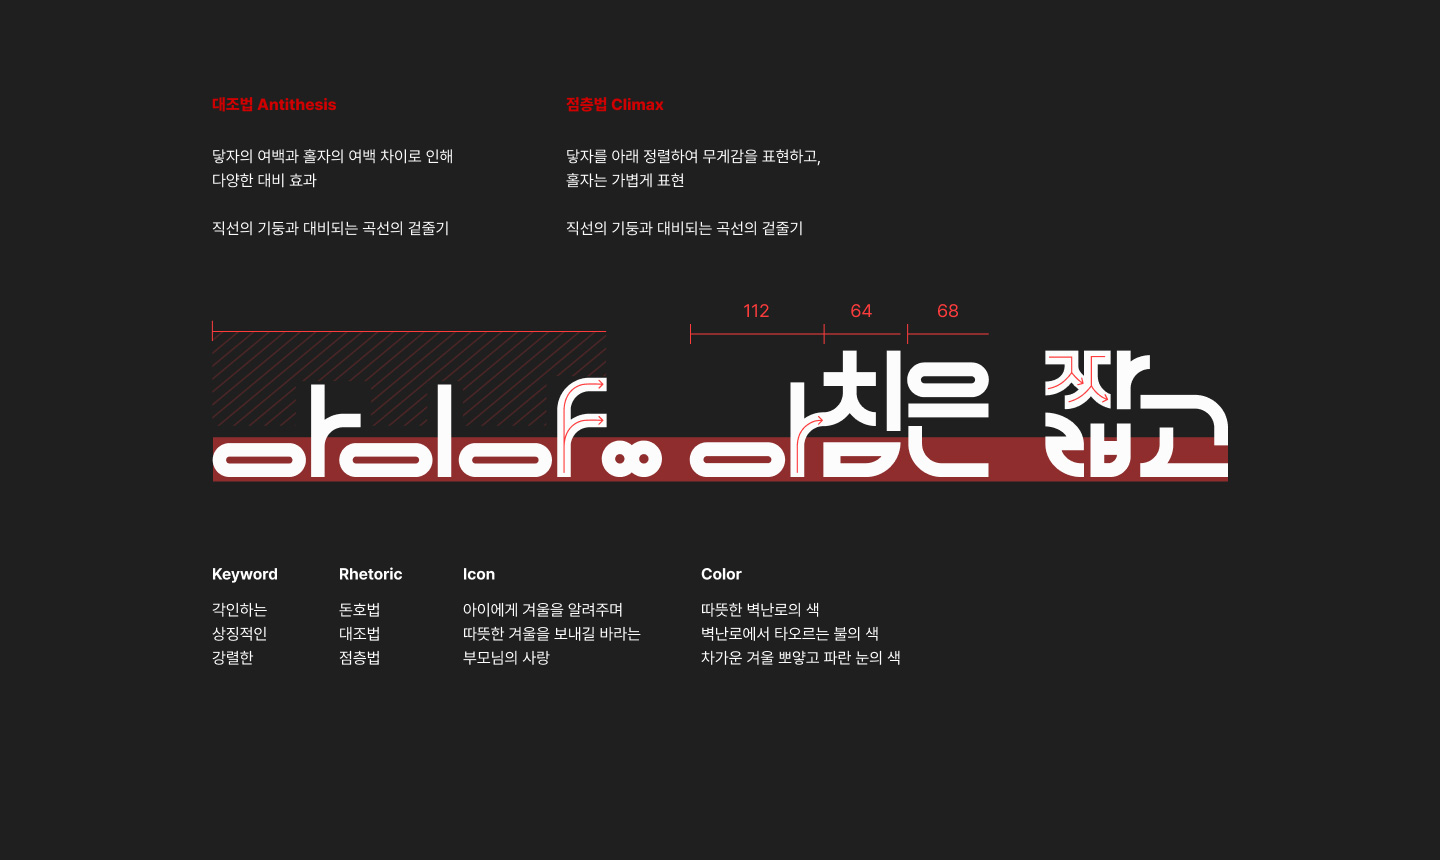 대조법 Antithesis
닿자의 여백과 홀자의 여백 차이로 인해
다양한 대비 효과
직선의 기둥과 대비되는 곡선의 겉줄기
점층법 Climax
닿자를 아래 정렬하여 무게감을 표현하고,
홀자는 가볍게 표현
직선의 기둥과 대비되는 곡선의 겉줄기
112 64 68
아이야.. 아침은 짧고
Keyword
각인하는
상징적인
강렬한
Rhetoric
돈호법
대조법
점층법
Icon
아이에게 겨울을 알려주며
따뜻한 겨울을 보내길 바라는
부모님의 사랑
Color
따뜻한 벽난로의 색
벽난로에서 타오르는 불의 색
차가운 겨울 뽀얗고 파란 눈의 색